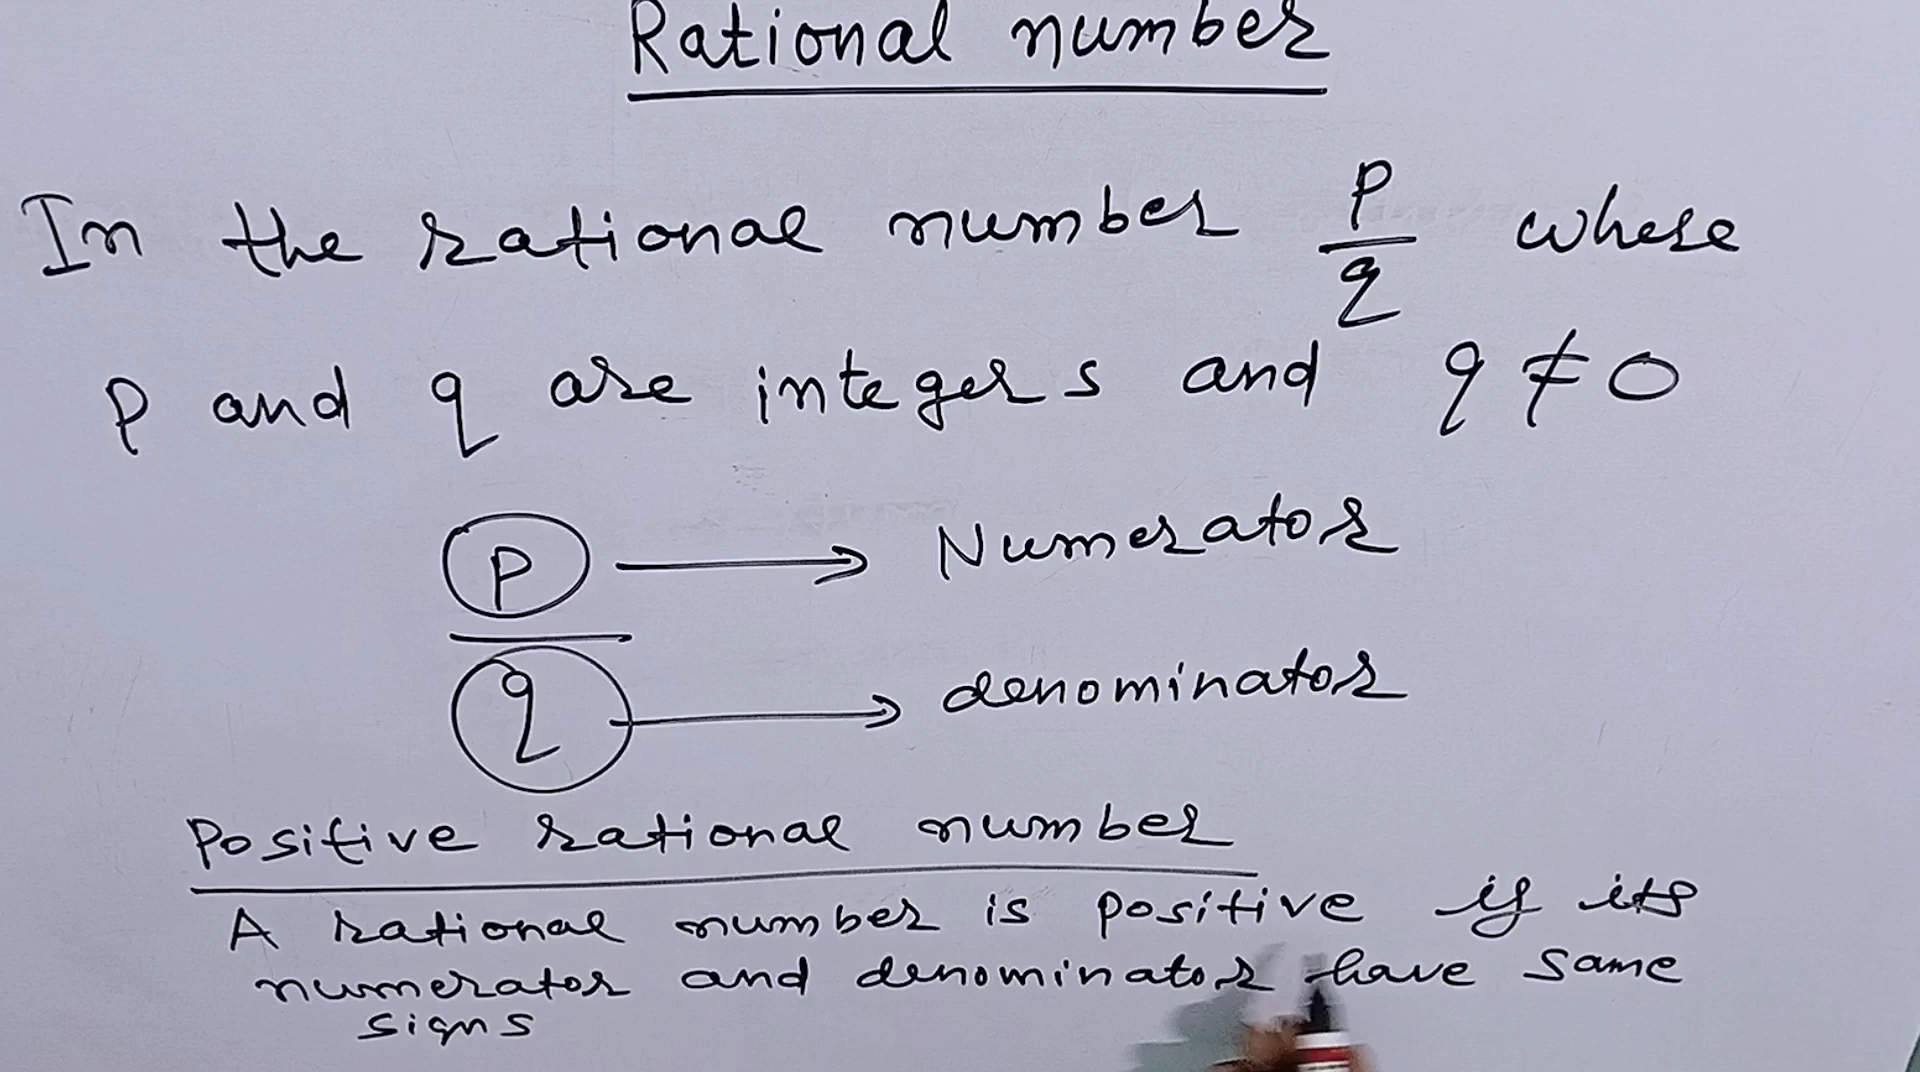 Rational number
In the rational number p/q where
p and q are integers and q ≠ 0
p → Numerator
q → denominator
Positive rational number
A rational number is positive if its
numerator and denominator have same
signs